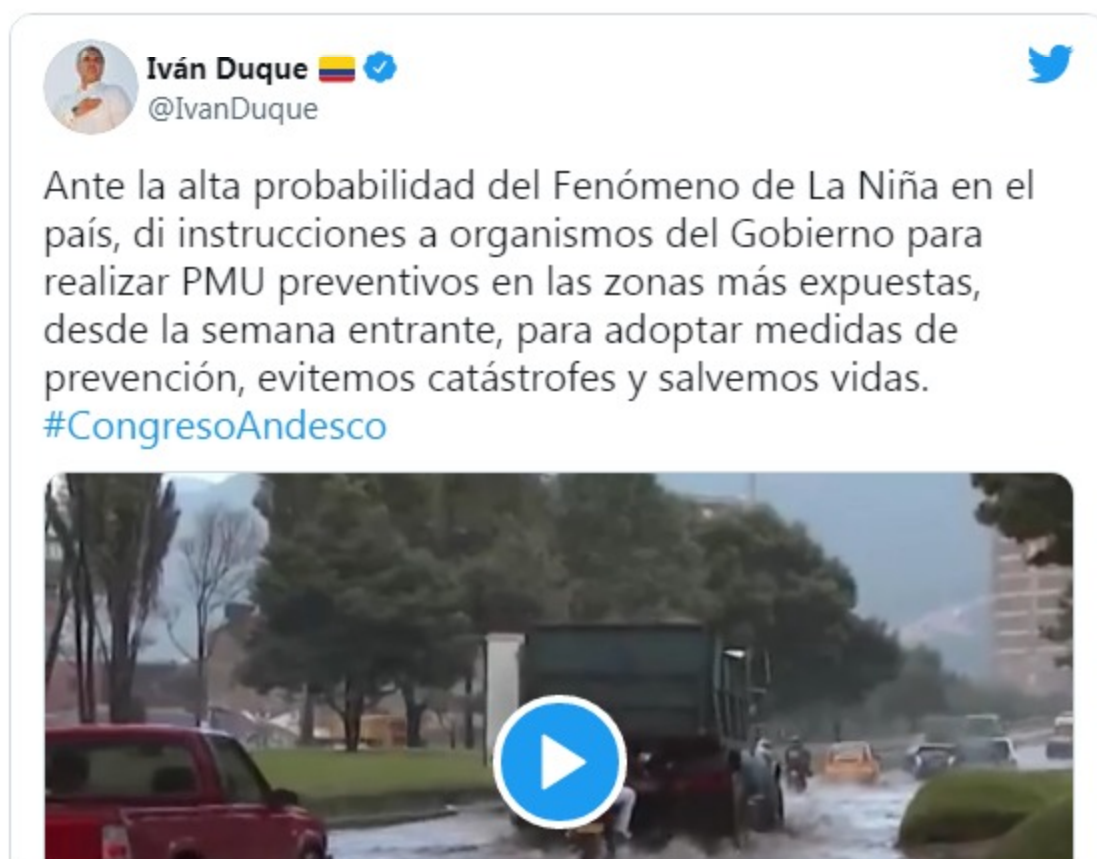 Iván Duque
@IvanDuque
Ante la alta probabilidad del Fenómeno de La Niña en el
país, di instrucciones a organismos del Gobierno para
realizar PMU preventivos en las zonas más expuestas,
desde la semana entrante, para adoptar medidas de
prevención, evitemos catástrofes y salvemos vidas.
#CongresoAndesco